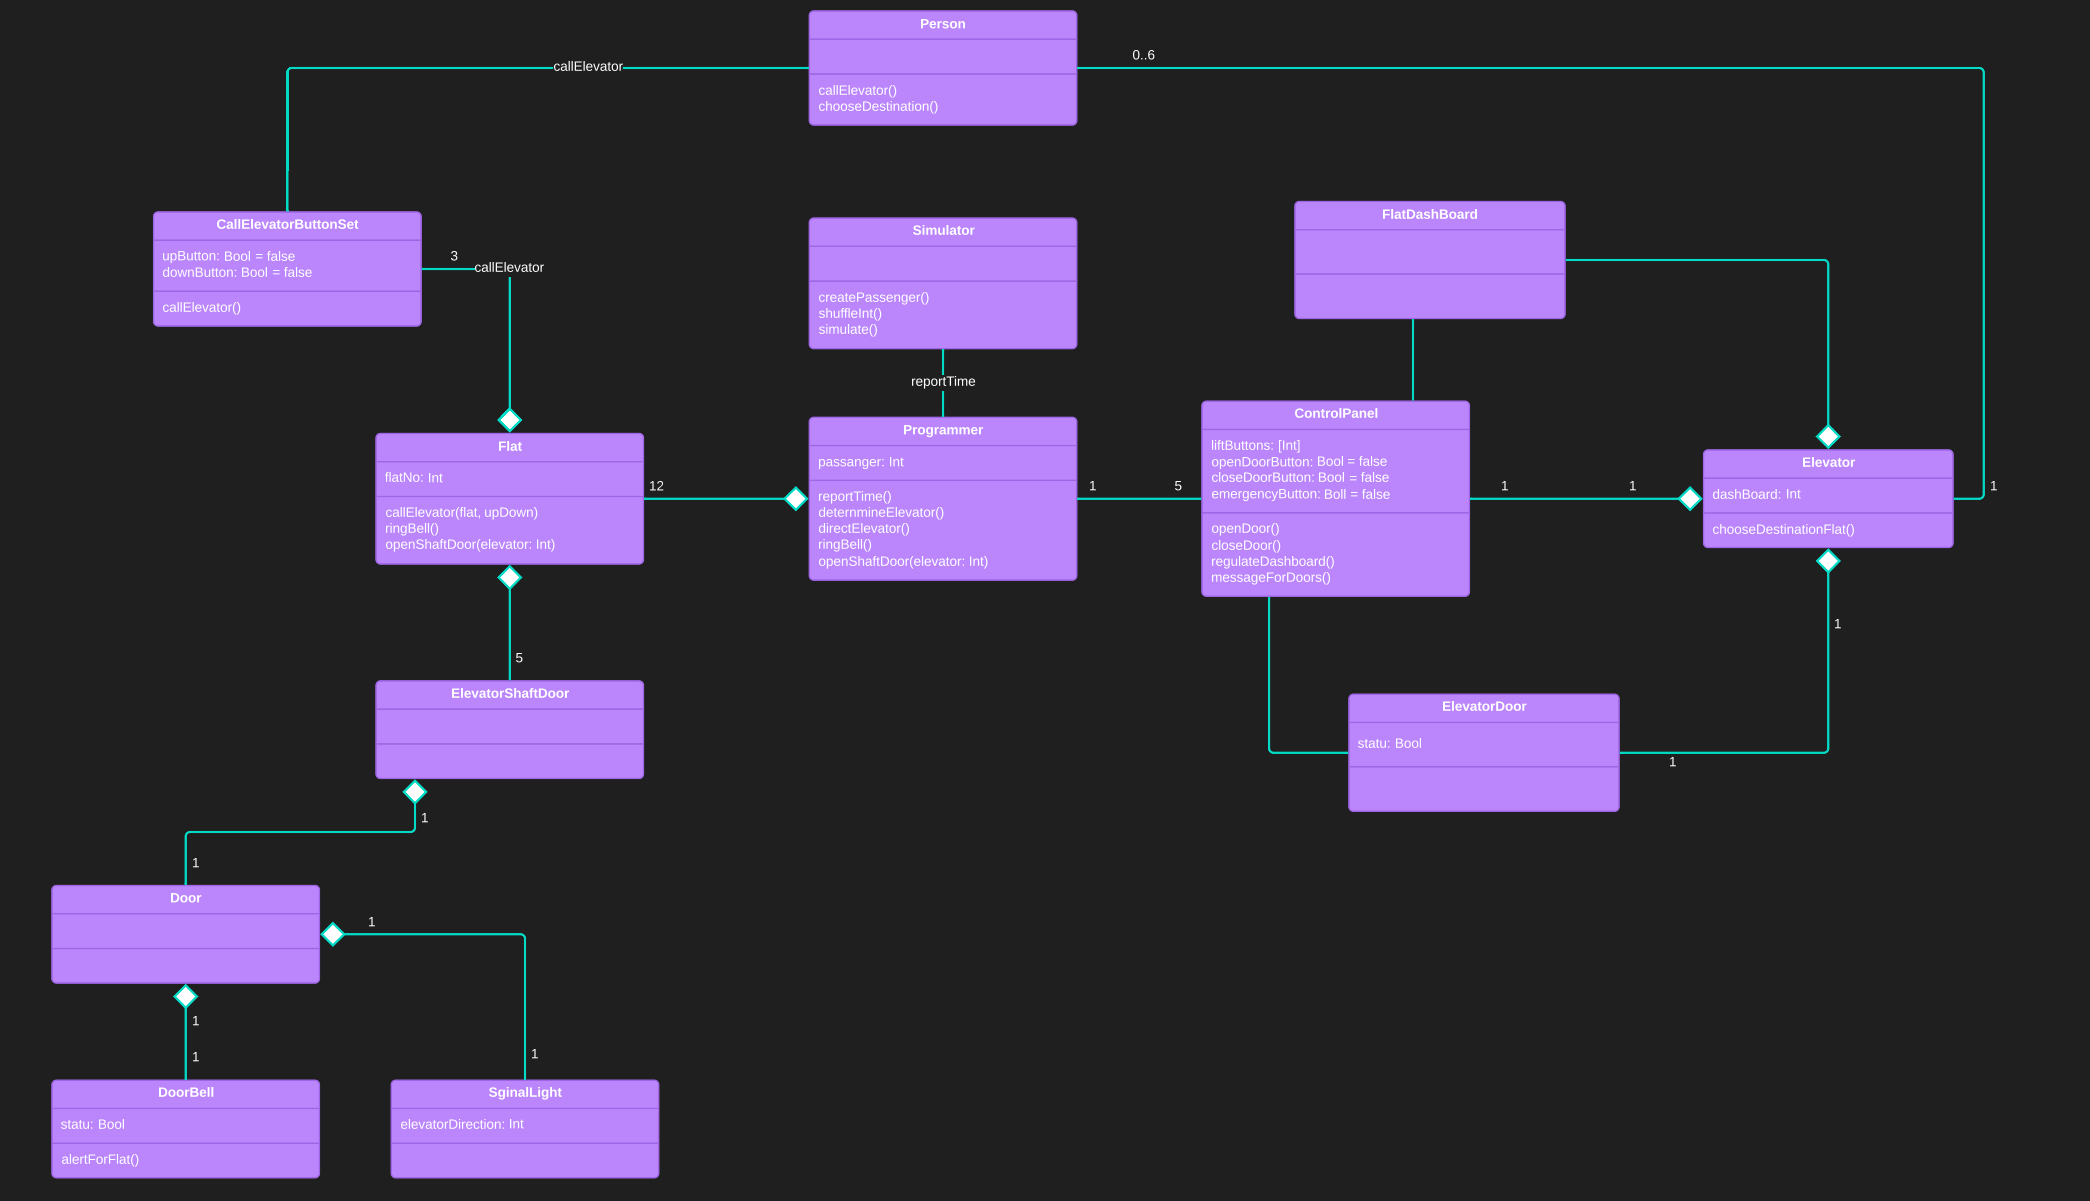 Person
callElevator()
chooseDestination()
callElevator
0..6
CallElevatorButtonSet
upButton: Bool = false
downButton: Bool = false
callElevator()
3
callElevator
Simulator
createPassenger()
shuffleInt()
simulate()
reportTime
FlatDashBoard
Flat
flatNo: Int
callElevator(flat, upDown)
ringBell()
openShaftDoor(elevator: Int)
12
Programmer
passanger: Int
reportTime()
deternmineElevator()
directElevator()
ringBell()
openShaftDoor(elevator: Int)
1
5
ControlPanel
liftButtons: [Int]
openDoorButton: Bool = false
closeDoorButton: Bool = false
emergencyButton: Boll = false
openDoor()
closeDoor()
regulateDashboard()
messageForDoors()
1
1
Elevator
dashBoard: Int
chooseDestinationFlat()
1
1
5
ElevatorShaftDoor
ElevatorDoor
statu: Bool
1
1
1
Door
1
1
1
1
DoorBell
statu: Bool
alertForFlat()
SginalLight
elevatorDirection: Int